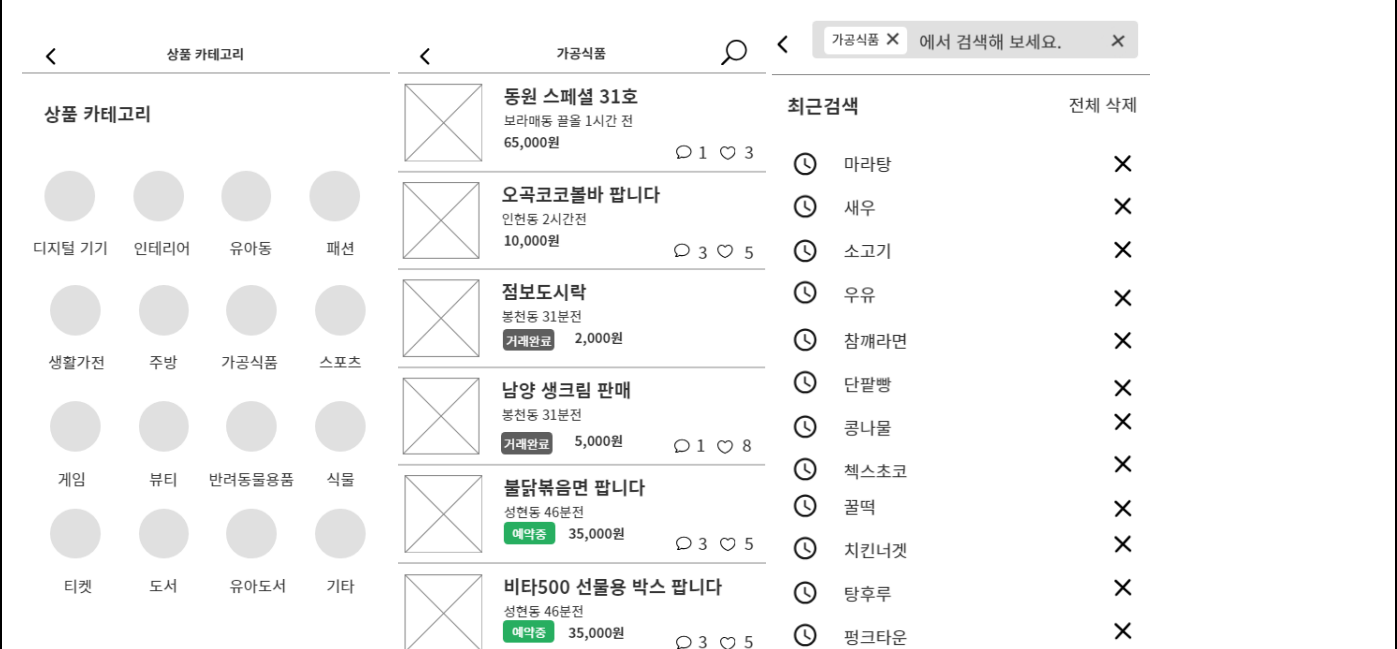 상품 카테고리
상품 카테고리
디지털 기기 인테리어 유아동 패션
생활가전 주방 가공식품 스포츠
게임 뷰티 반려동물용품 식물
티켓 도서 유아도서 기타
가공식품
동원 스페셜 31호
보라매동 끌올 1시간 전
65,000원
1 3
오곡코코볼바 팝니다
인헌동 2시간전
10,000원
3 5
점보도시락
봉천동 31분전
거래완료 2,000원
남양 생크림 판매
봉천동 31분전
거래완료 5,000원
1 8
불닭볶음면 팝니다
성현동 46분전
예약중 35,000원
3 5
비타500 선물용 박스 팝니다
성현동 46분전
예약중 35,000원
3 5
가공식품 에서 검색해 보세요.
최근검색 전체 삭제
마라탕
새우
소고기
우유
참깨라면
단팥빵
콩나물
첵스초코
꿀떡
치킨너겟
탕후루
펑크타운